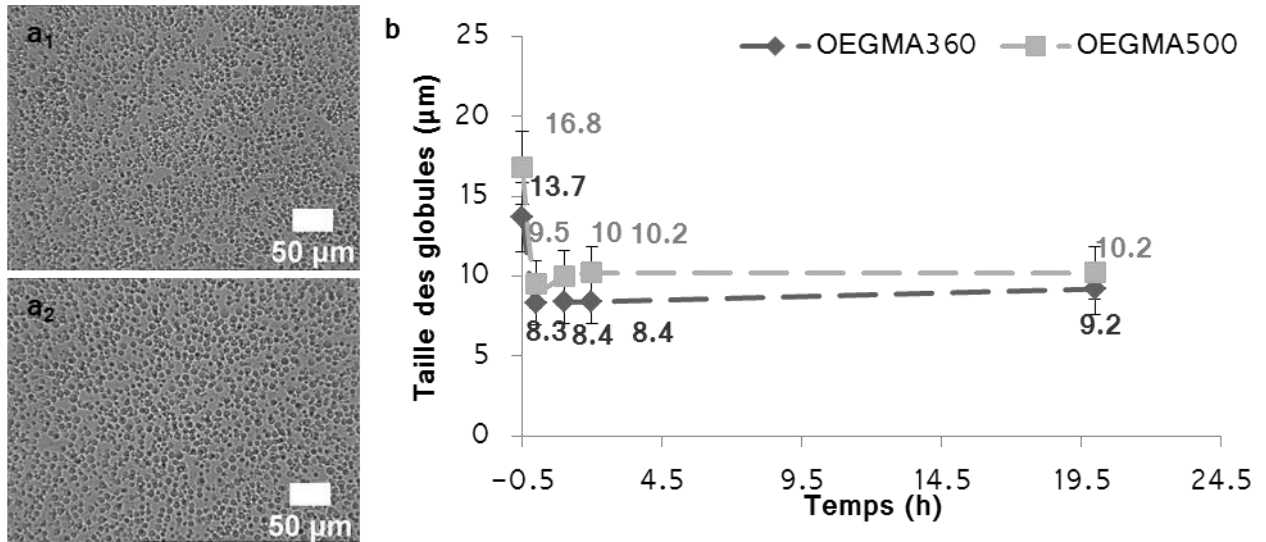 a1
50 µm
a2
50 µm
b
OEGMA360 OEGMA500
Taille des globules (µm)
25
20
15
10
5
0
16.8
13.7
9.5 10 10.2
10.2
8.3 8.4 8.4
9.2
−0.5 4.5 9.5 14.5 19.5 24.5
Temps (h)